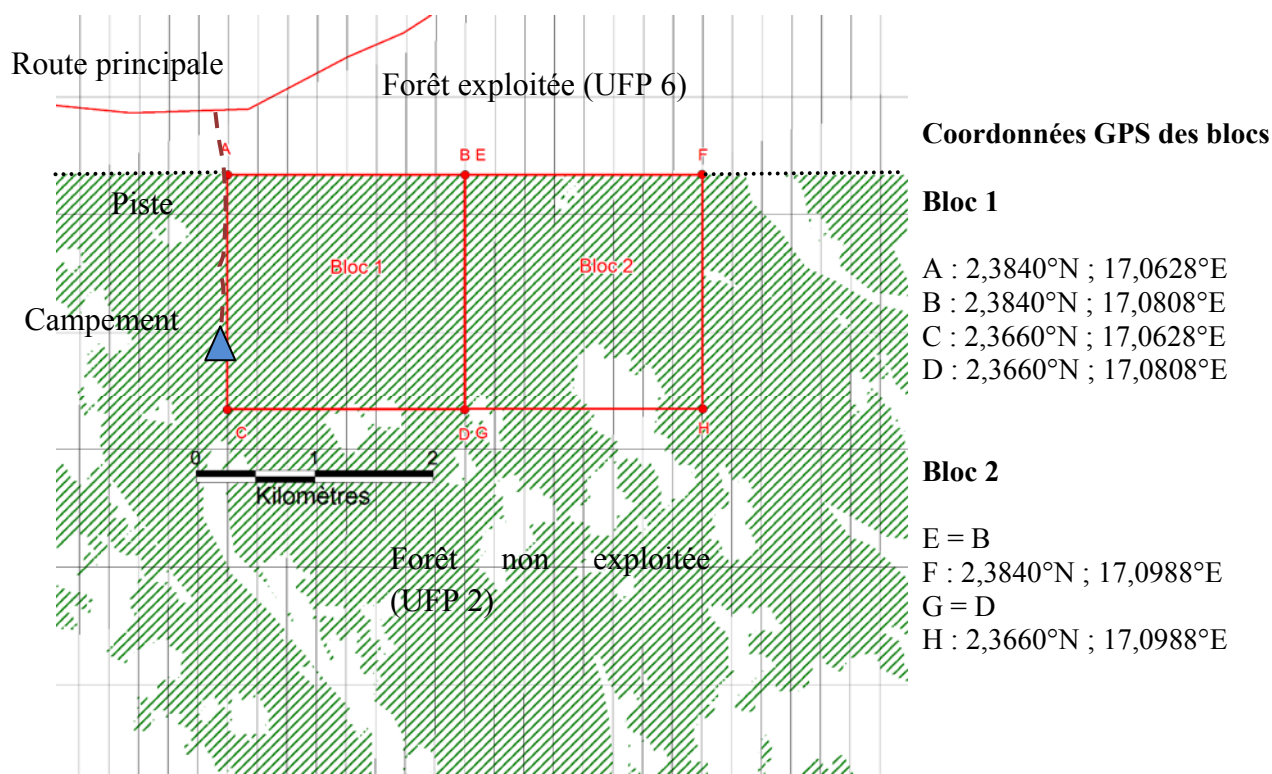 Route principale
Forêt exploitée (UFP 6)
A
B E
F
Piste
Bloc 1
Bloc 2
Campement
C
D G
H
0 1 2
Kilomètres
Forêt non exploitée
(UFP 2)
Coordonnées GPS des blocs
Bloc 1
A : 2,3840°N ; 17,0628°E
B : 2,3840°N ; 17,0808°E
C : 2,3660°N ; 17,0628°E
D : 2,3660°N ; 17,0808°E
Bloc 2
E = B
F : 2,3840°N ; 17,0988°E
G = D
H : 2,3660°N ; 17,0988°E